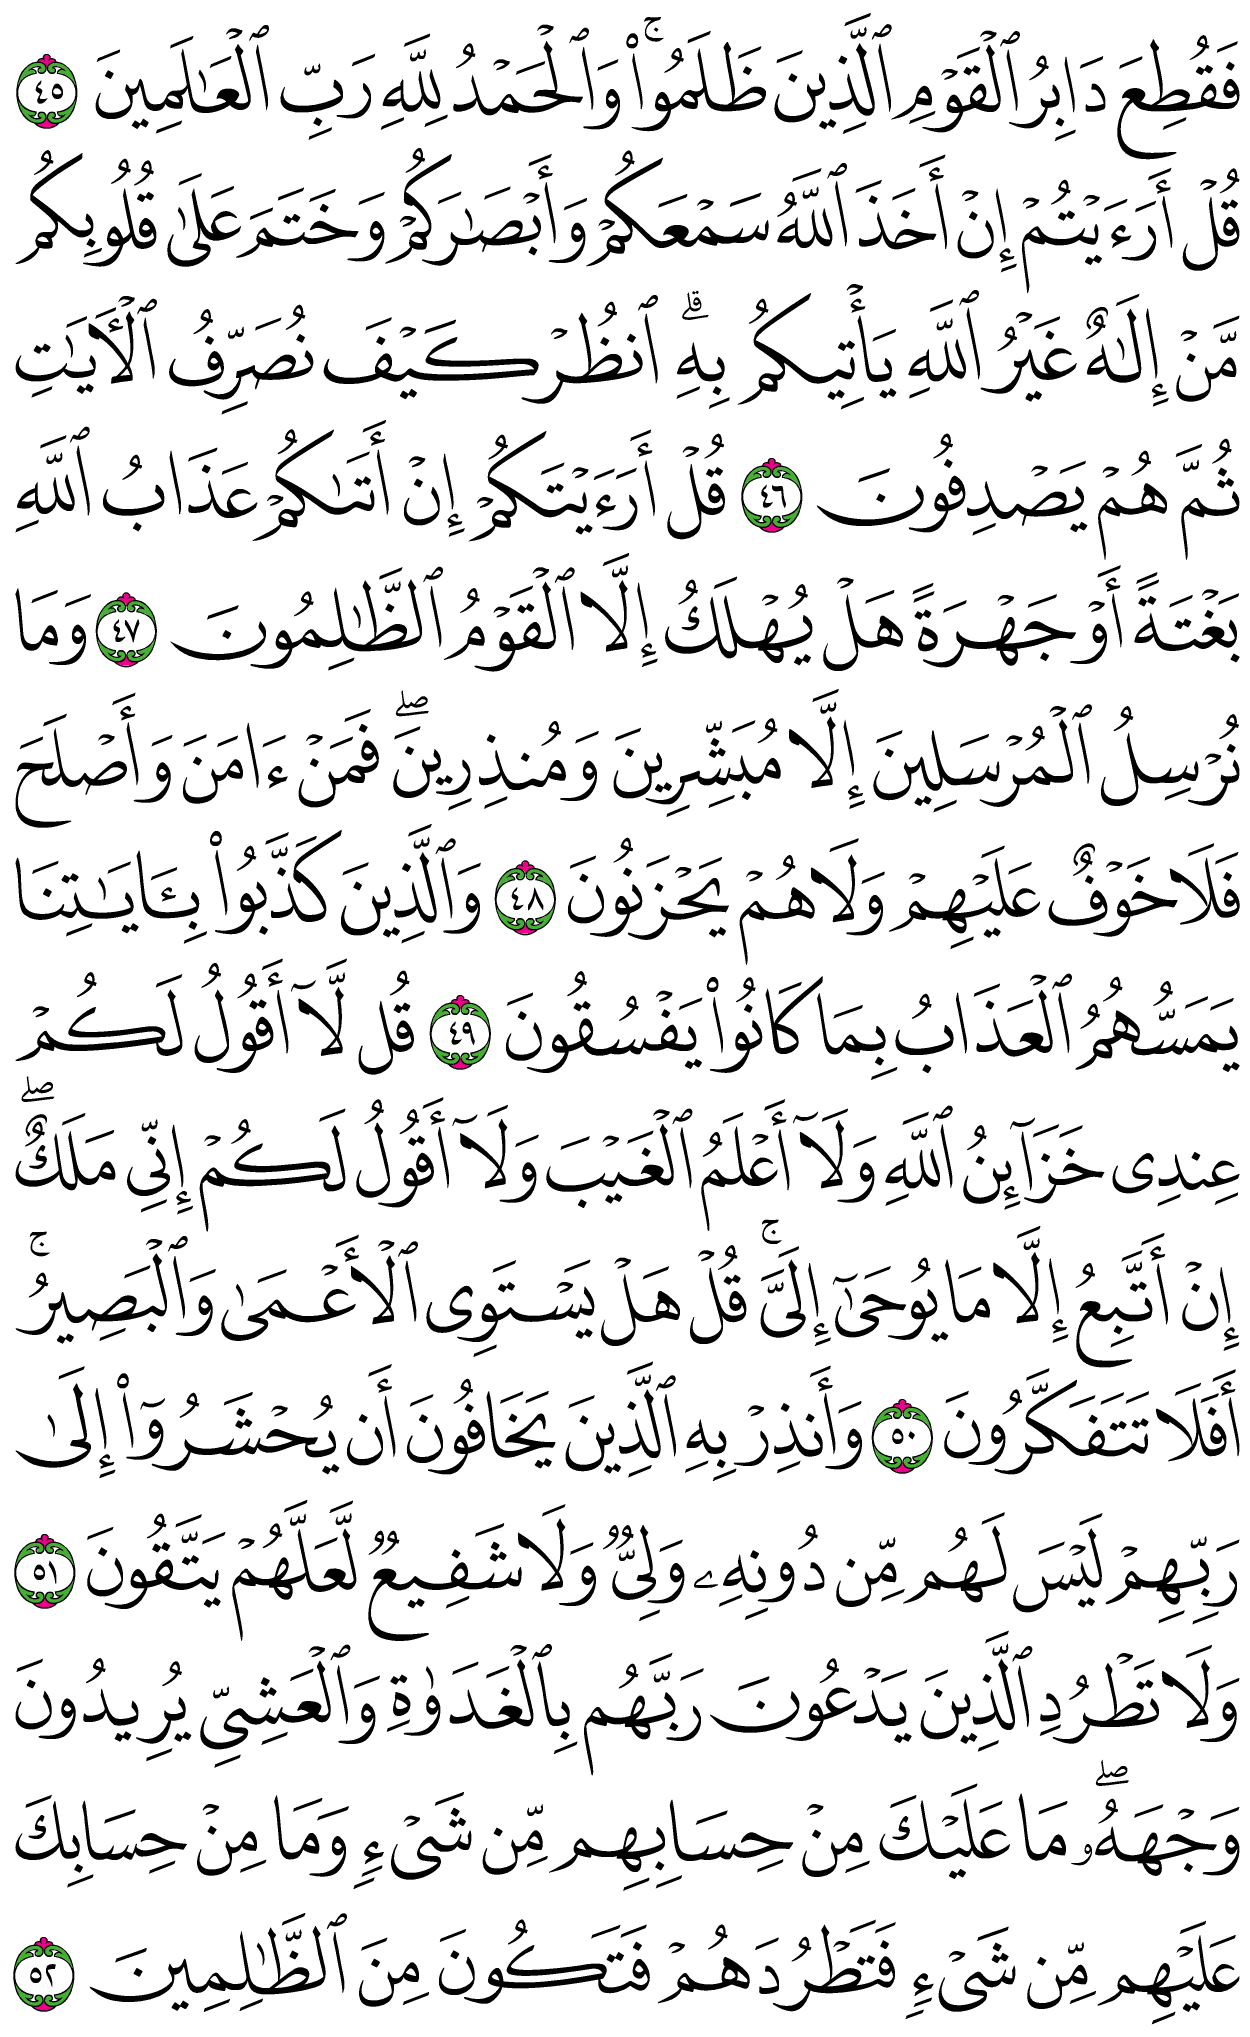 فَقُطِعَ دَابِرُ ٱلْقَوْمِ ٱلَّذِينَ ظَلَمُوا۟ ۚ وَٱلْحَمْدُ لِلَّهِ رَبِّ ٱلْعَٰلَمِينَ ٤٥
قُلْ أَرَءَيْتُمْ إِنْ أَخَذَ ٱللَّهُ سَمْعَكُمْ وَأَبْصَٰرَكُمْ وَخَتَمَ عَلَىٰ قُلُوبِكُم
مَّنْ إِلَٰهٌ غَيْرُ ٱللَّهِ يَأْتِيكُم بِهِ ۗ ٱنظُرْ كَيْفَ نُصَرِّفُ ٱلْـَٔايَٰتِ
ثُمَّ هُمْ يَصْدِفُونَ ٤٦ قُلْ أَرَءَيْتَكُمْ إِنْ أَتَىٰكُمْ عَذَابُ ٱللَّهِ
بَغْتَةً أَوْ جَهْرَةً هَلْ يُهْلَكُ إِلَّا ٱلْقَوْمُ ٱلظَّٰلِمُونَ ٤٧ وَمَا
نُرْسِلُ ٱلْمُرْسَلِينَ إِلَّا مُبَشِّرِينَ وَمُنذِرِينَ ۖ فَمَنْ ءَامَنَ وَأَصْلَحَ
فَلَا خَوْفٌ عَلَيْهِمْ وَلَا هُمْ يَحْزَنُونَ ٤٨ وَٱلَّذِينَ كَذَّبُوا۟ بِـَٔايَٰتِنَا
يَمَسُّهُمُ ٱلْعَذَابُ بِمَا كَانُوا۟ يَفْسُقُونَ ٤٩ قُل لَّآ أَقُولُ لَكُمْ
عِندِى خَزَآئِنُ ٱللَّهِ وَلَآ أَعْلَمُ ٱلْغَيْبَ وَلَآ أَقُولُ لَكُمْ إِنِّى مَلَكٌ ۖ
إِنْ أَتَّبِعُ إِلَّا مَا يُوحَىٰٓ إِلَىَّ ۚ قُلْ هَلْ يَسْتَوِى ٱلْأَعْمَىٰ وَٱلْبَصِيرُ ۚ
أَفَلَا تَتَفَكَّرُونَ ٥٠ وَأَنذِرْ بِهِ ٱلَّذِينَ يَخَافُونَ أَن يُحْشَرُوٓا۟ إِلَىٰ
رَبِّهِمْ لَيْسَ لَهُم مِّن دُونِهِۦ وَلِىٌّ وَلَا شَفِيعٌ لَّعَلَّهُمْ يَتَّقُونَ ٥١
وَلَا تَطْرُدِ ٱلَّذِينَ يَدْعُونَ رَبَّهُم بِٱلْغَدَوٰةِ وَٱلْعَشِىِّ يُرِيدُونَ
وَجْهَهُۥ ۖ مَا عَلَيْكَ مِنْ حِسَابِهِم مِّن شَىْءٍ وَمَا مِنْ حِسَابِكَ
عَلَيْهِم مِّن شَىْءٍ فَتَطْرُدَهُمْ فَتَكُونَ مِنَ ٱلظَّٰلِمِينَ ٥٢